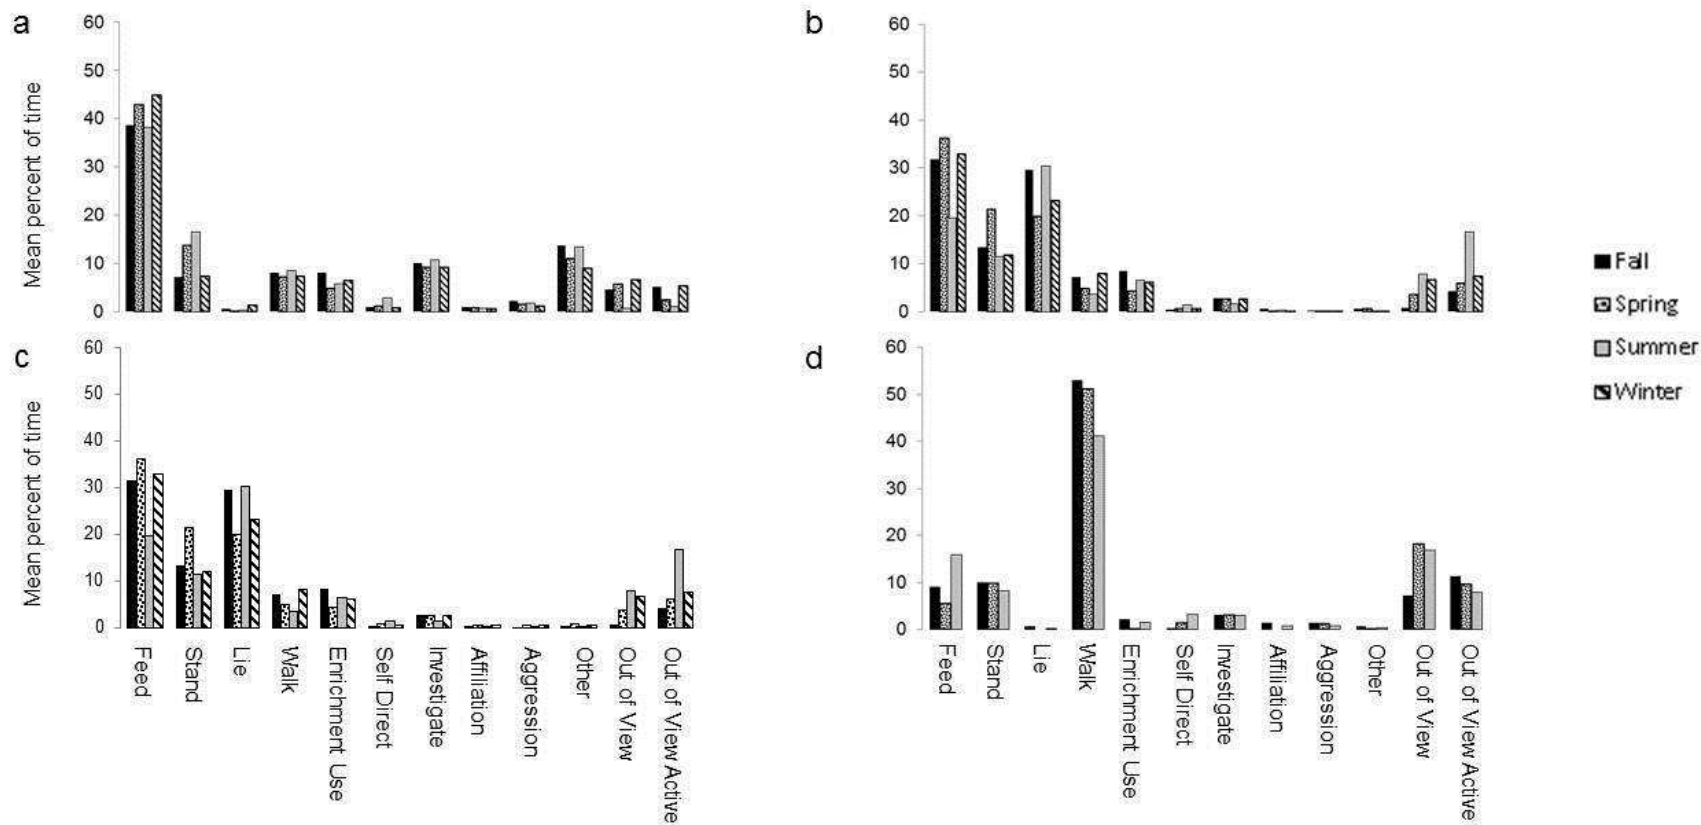 a
60
50
40
30
20
10
0
Mean percent of time
b
60
50
40
30
20
10
0
Fall
Spring
Summer
Winter
c
60
50
40
30
20
10
0
Mean percent of time
Feed
Stand
Lie
Walk
Enrichment Use
Self Direct
Investigate
Affiliation
Aggression
Other
Out of View
Out of View Active
d
60
50
40
30
20
10
0
Feed
Stand
Lie
Walk
Enrichment Use
Self Direct
Investigate
Affiliation
Aggression
Other
Out of View
Out of View Active